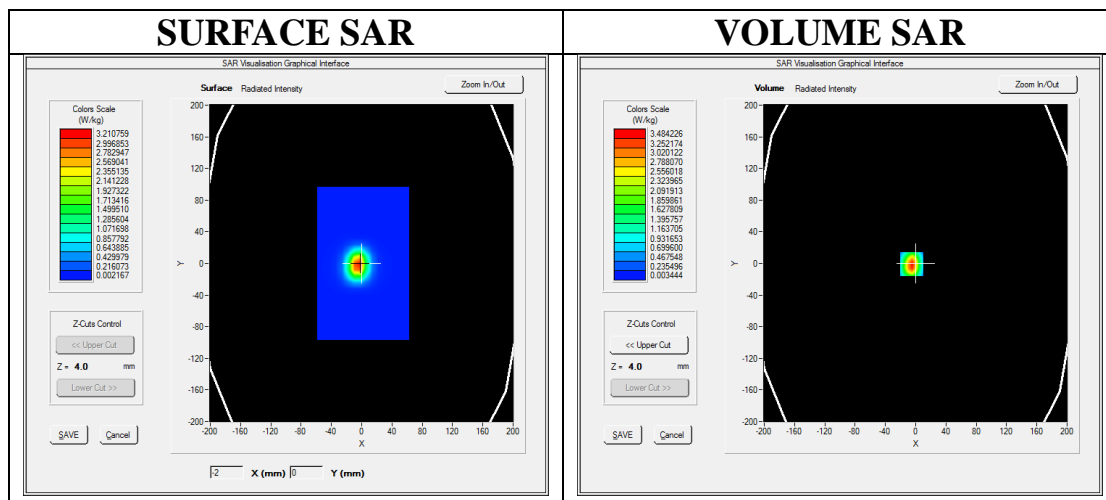 SURFACE SAR
SAR Visualisation Graphical Interface
Surface Radiated Intensity
Zoom In/Out
Colors Scale
(W/kg)
3.210759
2.996853
2.782947
2.569041
2.355135
2.141228
1.927322
1.713416
1.499510
1.285604
1.071698
0.857792
0.643885
0.429979
0.216073
0.002167
Z-Cuts Control
<< Upper Cut
Z = 4.0 mm
Lower Cut >>
SAVE Cancel
200
160
120
80
40
Y 0
-40
-80
-120
-160
-200
-200 -160 -120 -80 -40 0 40 80 120 160 200
X
-2 X (mm) 0 Y (mm)
VOLUME SAR
SAR Visualisation Graphical Interface
Volume Radiated Intensity
Zoom In/Out
Colors Scale
(W/kg)
3.484226
3.252174
3.020122
2.788070
2.556018
2.323965
2.091913
1.859861
1.627809
1.395757
1.163705
0.931653
0.699600
0.467548
0.235496
0.003444
Z-Cuts Control
<< Upper Cut
Z = 4.0 mm
Lower Cut >>
SAVE Cancel
200
160
120
80
40
Y 0
-40
-80
-120
-160
-200
-200 -160 -120 -80 -40 0 40 80 120 160 200
X